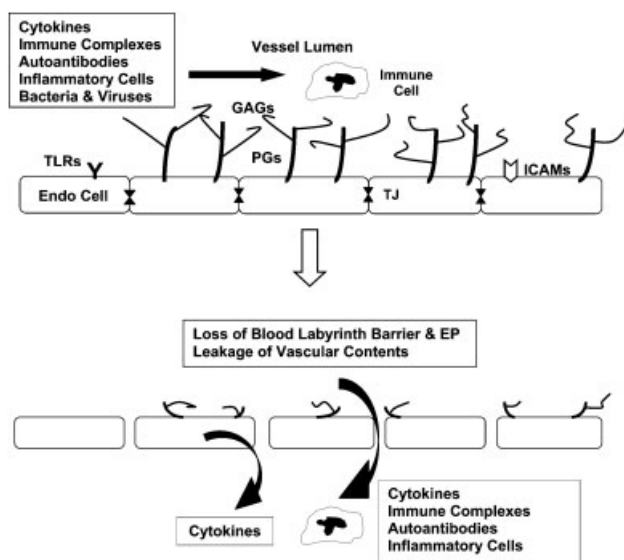 Cytokines
Immune Complexes
Autoantibodies
Inflammatory Cells
Bacteria & Viruses
Vessel Lumen
Immune
Cell
GAGs
TLRs
PGs
ICAMs
Endo Cell
TJ
Loss of Blood Labyrinth Barrier & EP
Leakage of Vascular Contents
Cytokines
Cytokines
Immune Complexes
Autoantibodies
Inflammatory Cells